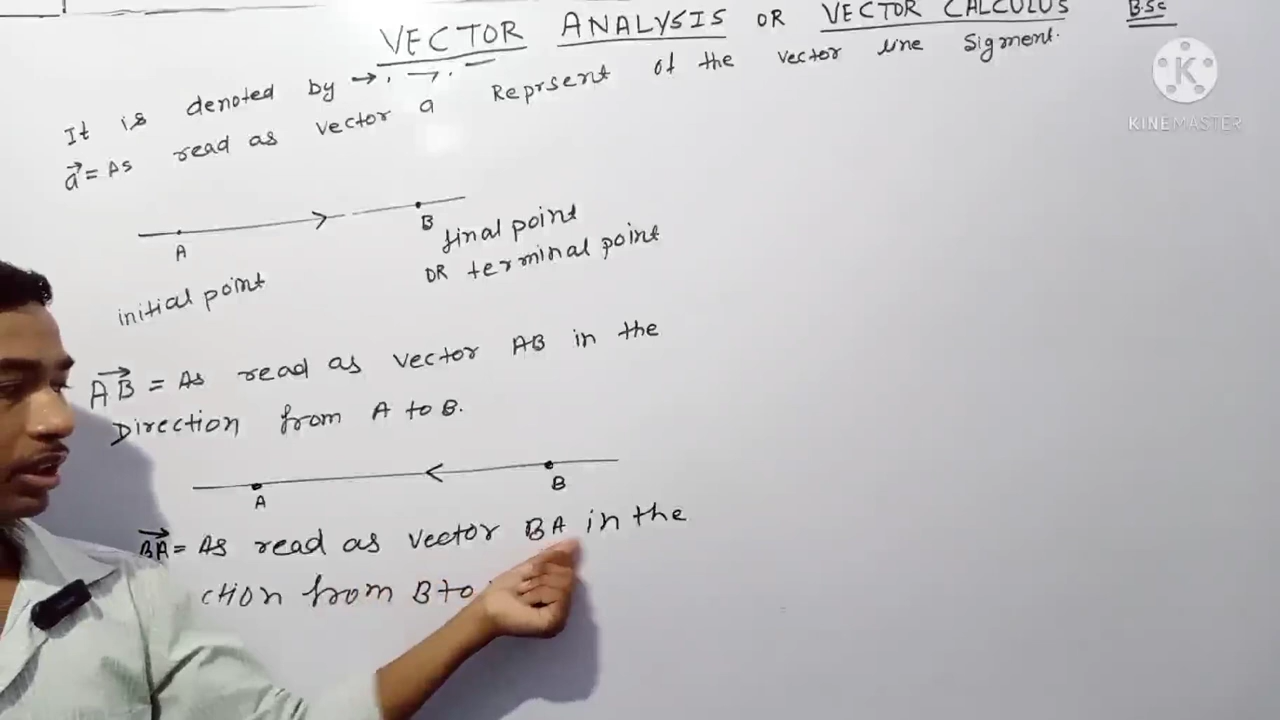 VECTOR ANALYSIS OR VECTOR CALCULUS B.Sc
It is denoted by →, →.
a⃗ = As read as vector a Reprsent of the vector line Sigment.
A B
initial point
final point
OR terminal point
AB⃗ = As read as vector AB in the
Direction from A to B.
A B
BA⃗ = As read as vector BA in the
ction from B to
K
KINEMASTER